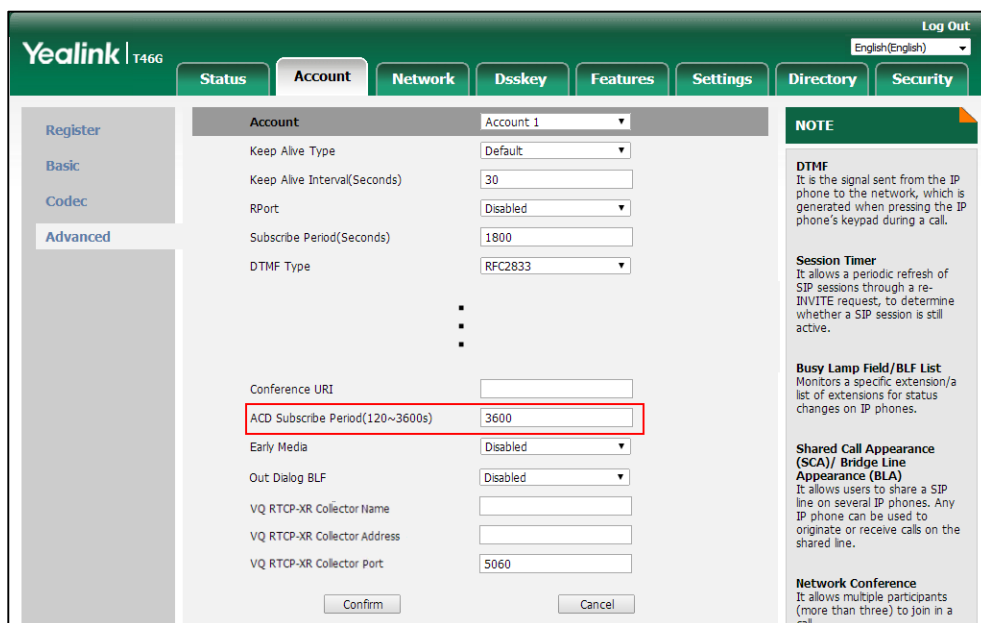 Log Out
Yealink T46G
English(English)
Status Account Network Dsskey Features Settings Directory Security
Register
Basic
Codec
Advanced
Account Account 1
Keep Alive Type Default
Keep Alive Interval(Seconds) 30
RPort Disabled
Subscribe Period(Seconds) 1800
DTMF Type RFC2833
Conference URI
ACD Subscribe Period(120~3600s) 3600
Early Media Disabled
Out Dialog BLF Disabled
VQ RTCP-XR Collector Name
VQ RTCP-XR Collector Address
VQ RTCP-XR Collector Port 5060
Confirm Cancel
NOTE
DTMF
It is the signal sent from the IP
phone to the network, which is
generated when pressing the IP
phone's keypad during a call.
Session Timer
It allows a periodic refresh of
SIP sessions through a re-
INVITE request, to determine
whether a SIP session is still
active.
Busy Lamp Field/BLF List
Monitors a specific extension/a
list of extensions for status
changes on IP phones.
Shared Call Appearance
(SCA)/ Bridge Line
Appearance (BLA)
It allows users to share a SIP
line on several IP phones. Any
IP phone can be used to
originate or receive calls on the
shared line.
Network Conference
It allows multiple participants
(more than three) to join in a
call